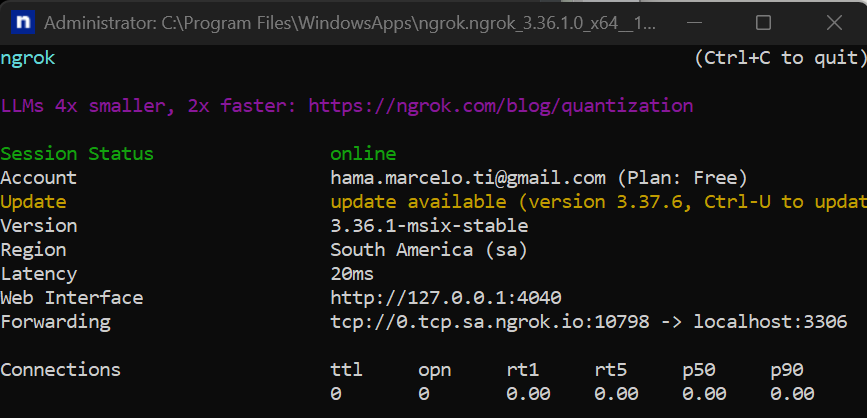 Administrator: C:\Program Files\WindowsApps\ngrok.ngrok_3.36.1.0_x64__1...
ngrok (Ctrl+C to quit)
LLMs 4x smaller, 2x faster: https://ngrok.com/blog/quantization
Session Status online
Account hama.marcelo.ti@gmail.com (Plan: Free)
Update update available (version 3.37.6, Ctrl-U to updat
Version 3.36.1-msix-stable
Region South America (sa)
Latency 20ms
Web Interface http://127.0.0.1:4040
Forwarding tcp://0.tcp.sa.ngrok.io:10798 -> localhost:3306
Connections ttl opn rt1 rt5 p50 p90
0 0 0.00 0.00 0.00 0.00